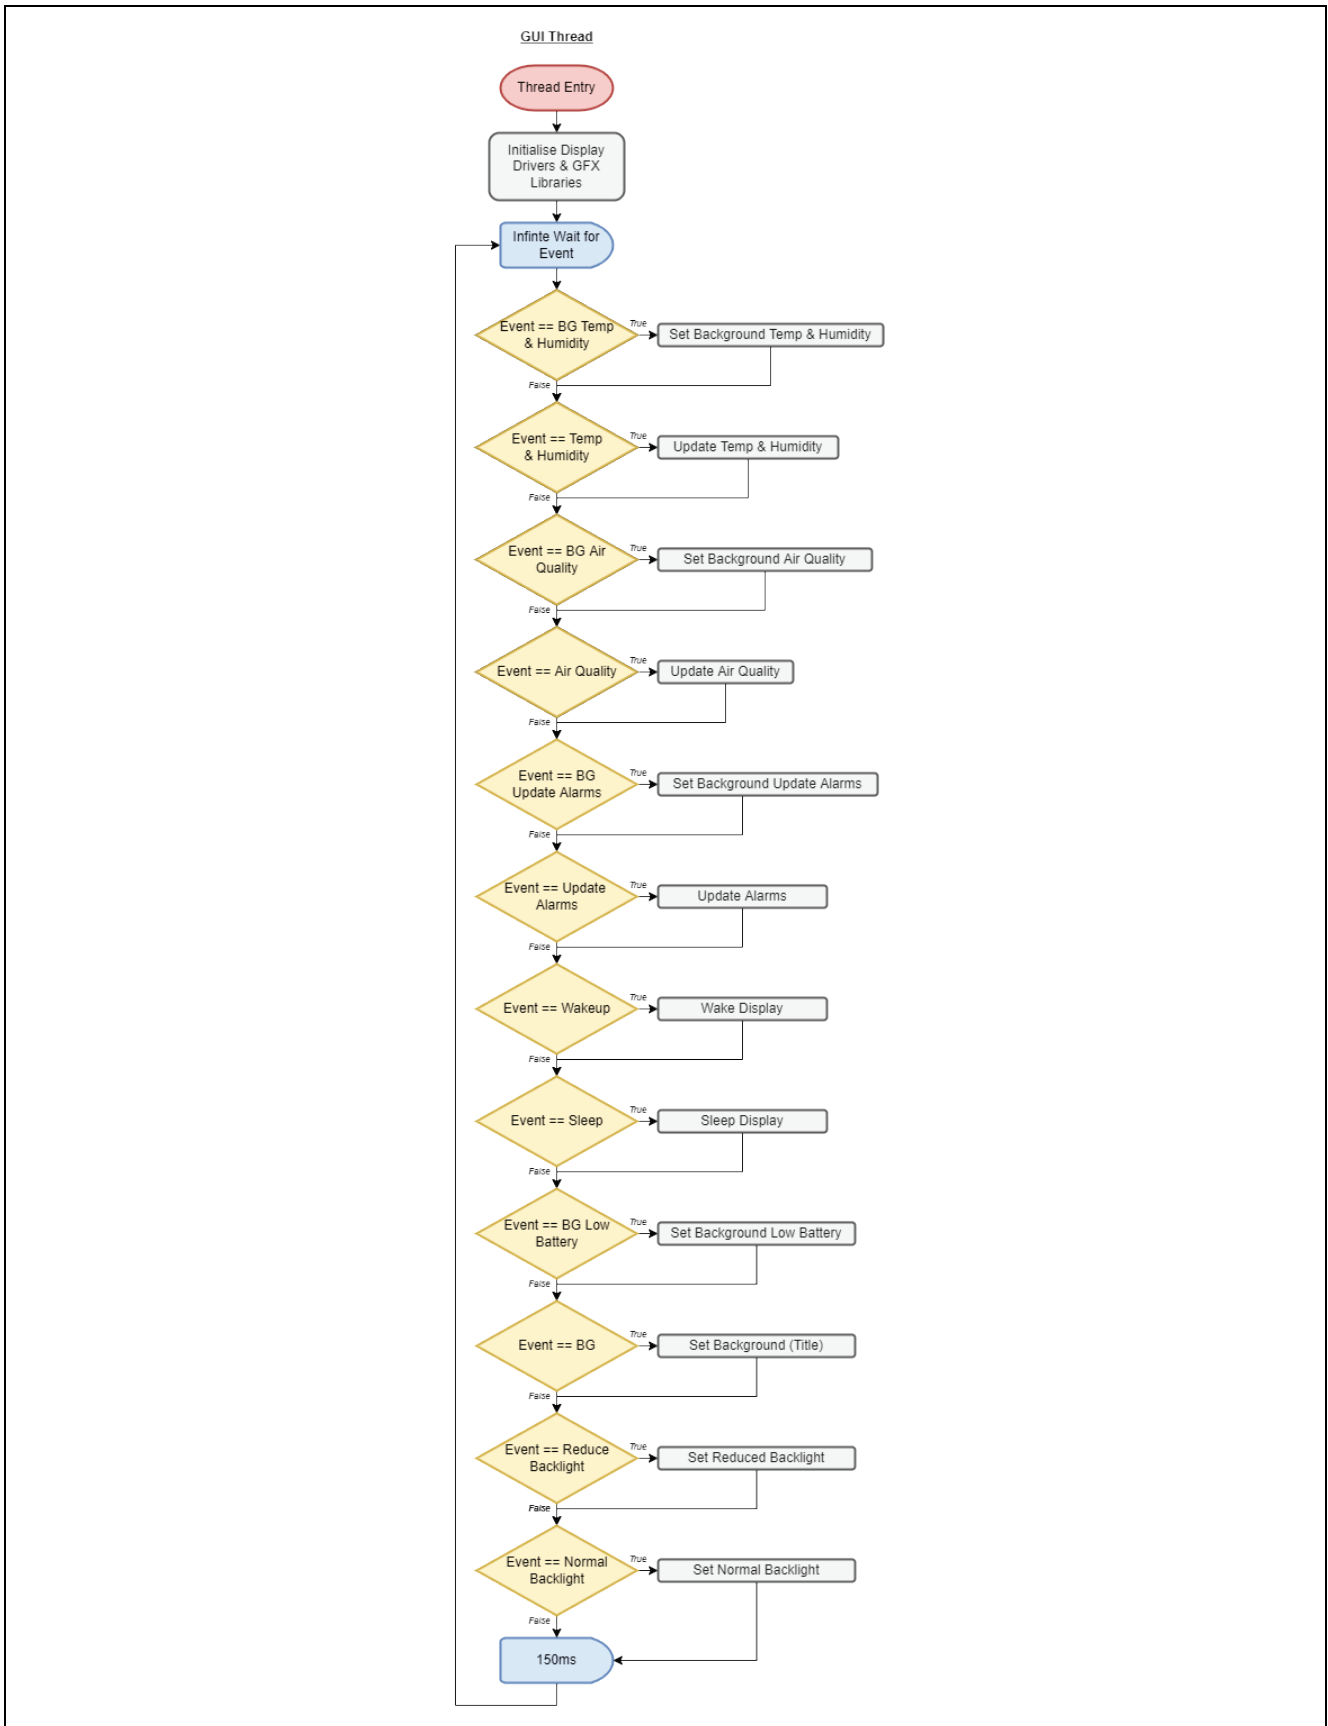 GUI Thread
Thread Entry
Initialise Display
Drivers & GFX
Libraries
Infinte Wait for
Event
Event == BG Temp
& Humidity
True
Set Background Temp & Humidity
False
Event == Temp
& Humidity
True
Update Temp & Humidity
False
Event == BG Air
Quality
True
Set Background Air Quality
False
Event == Air Quality
True
Update Air Quality
False
Event == BG
Update Alarms
True
Set Background Update Alarms
False
Event == Update
Alarms
True
Update Alarms
False
Event == Wakeup
True
Wake Display
False
Event == Sleep
True
Sleep Display
False
Event == BG Low
Battery
True
Set Background Low Battery
False
Event == BG
True
Set Background (Title)
False
Event == Reduce
Backlight
True
Set Reduced Backlight
False
Event == Normal
Backlight
True
Set Normal Backlight
False
150ms